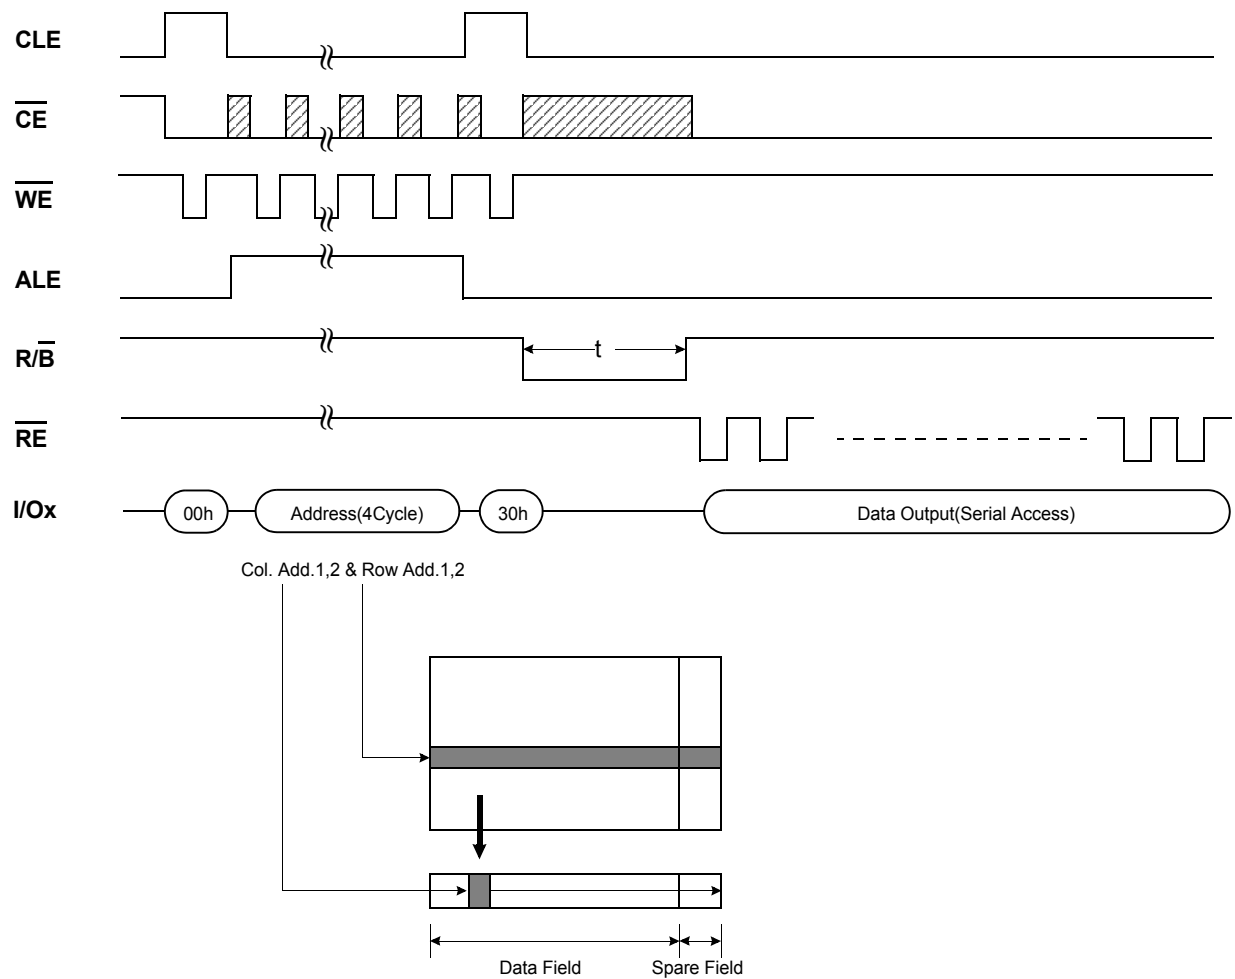 CLE
CE
WE
ALE
R/B
t
RE
I/Ox
00h
Address(4Cycle)
30h
Data Output(Serial Access)
Col. Add.1,2 & Row Add.1,2
Data Field
Spare Field